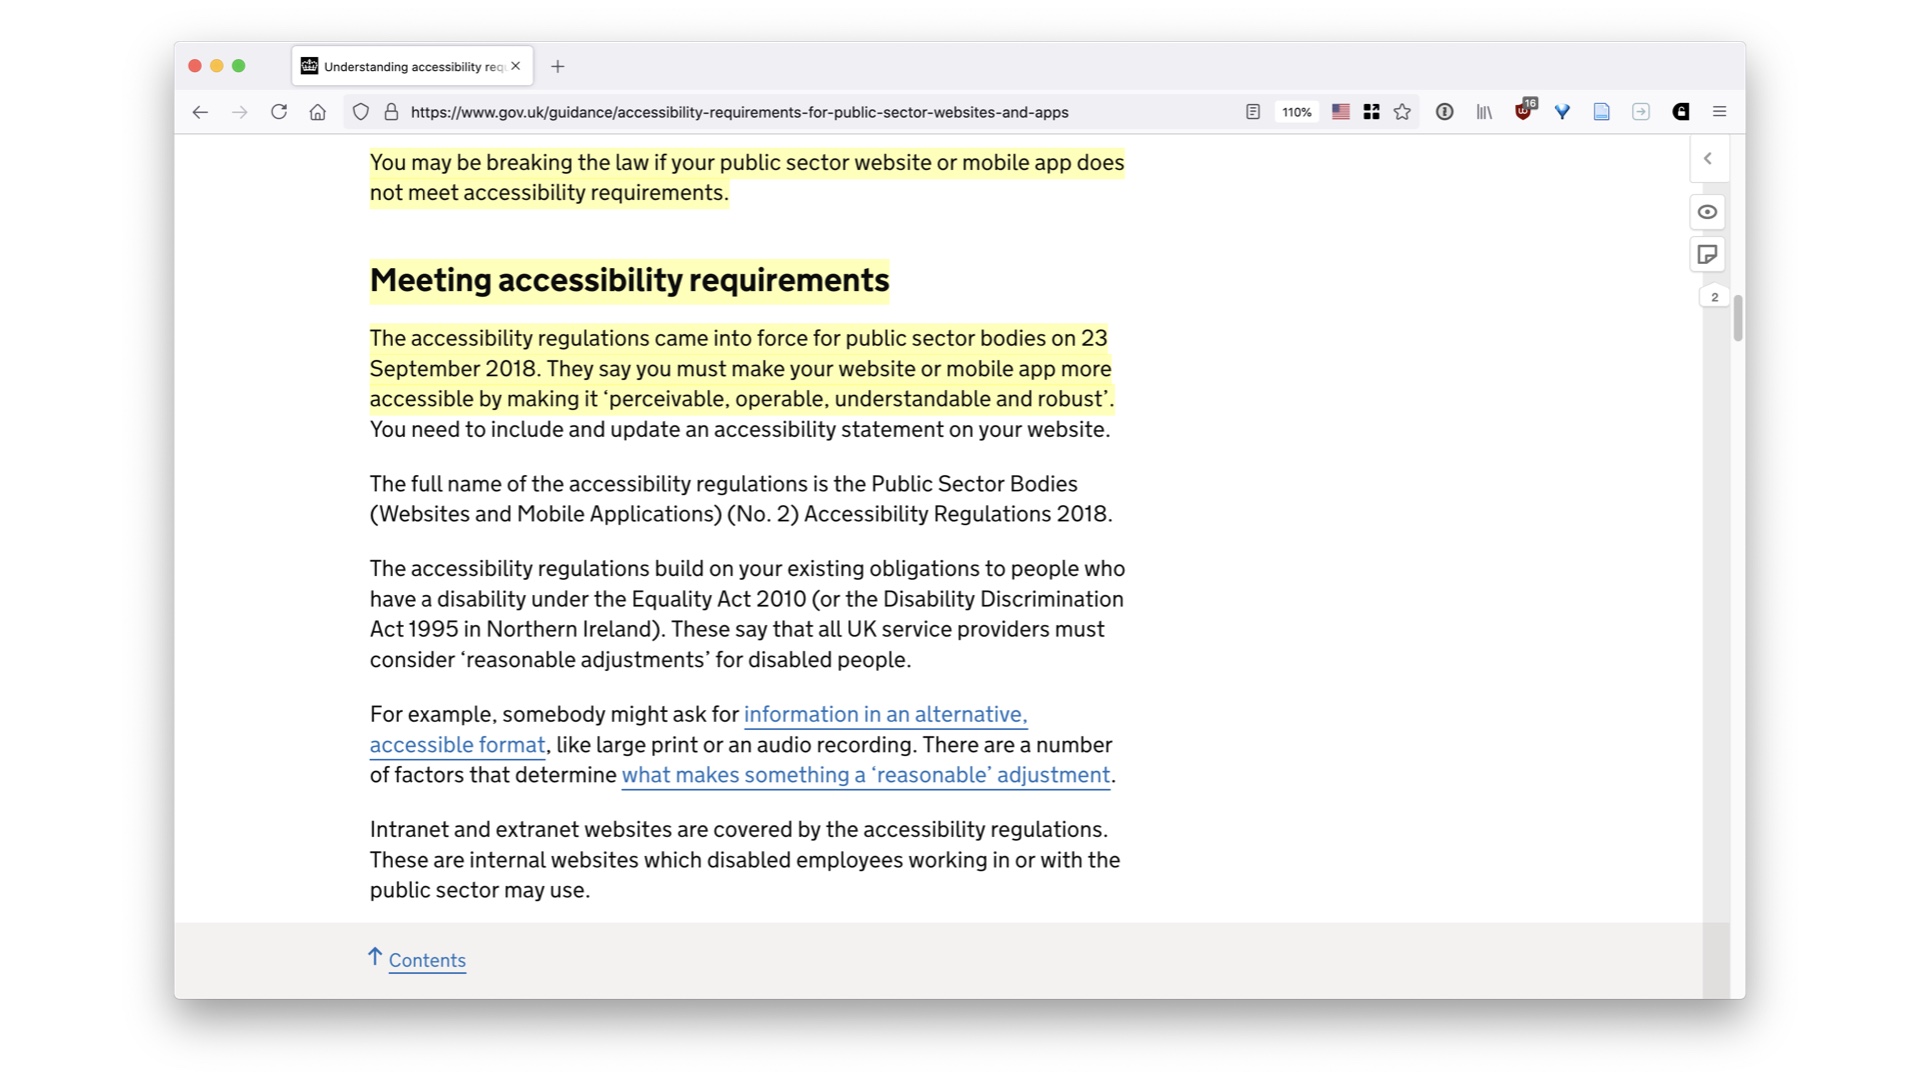 Understanding accessibility req
https://www.gov.uk/guidance/accessibility-requirements-for-public-sector-websites-and-apps
110%
16
You may be breaking the law if your public sector website or mobile app does
not meet accessibility requirements.
Meeting accessibility requirements
The accessibility regulations came into force for public sector bodies on 23
September 2018. They say you must make your website or mobile app more
accessible by making it ‘perceivable, operable, understandable and robust’.
You need to include and update an accessibility statement on your website.
The full name of the accessibility regulations is the Public Sector Bodies
(Websites and Mobile Applications) (No. 2) Accessibility Regulations 2018.
The accessibility regulations build on your existing obligations to people who
have a disability under the Equality Act 2010 (or the Disability Discrimination
Act 1995 in Northern Ireland). These say that all UK service providers must
consider ‘reasonable adjustments’ for disabled people.
For example, somebody might ask for information in an alternative,
accessible format, like large print or an audio recording. There are a number
of factors that determine what makes something a ‘reasonable’ adjustment.
Intranet and extranet websites are covered by the accessibility regulations.
These are internal websites which disabled employees working in or with the
public sector may use.
2
Contents